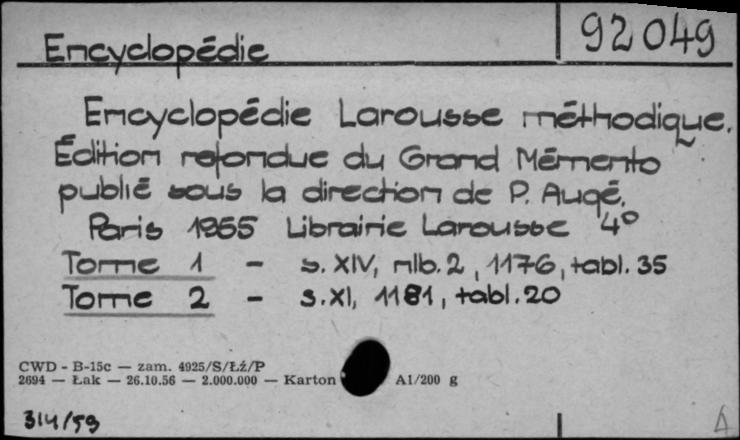 Encyclopédie
92049
Encyclopédie Larousse méthodique.
Édition refondue du Grand Mémento
publié sous la direction de P. Augé.
Paris 1955 Librairie Larousse 4°
Tome 1 - s. XIV, nlb. 2, 1176, tabl. 35
Tome 2 - s. XI, 1181, tabl. 20
CWD - B-15c — zam. 4925/S/Łź/P
2694 — Łak — 26.10.56 — 2.000.000 — Karton A1/200 g
314/59